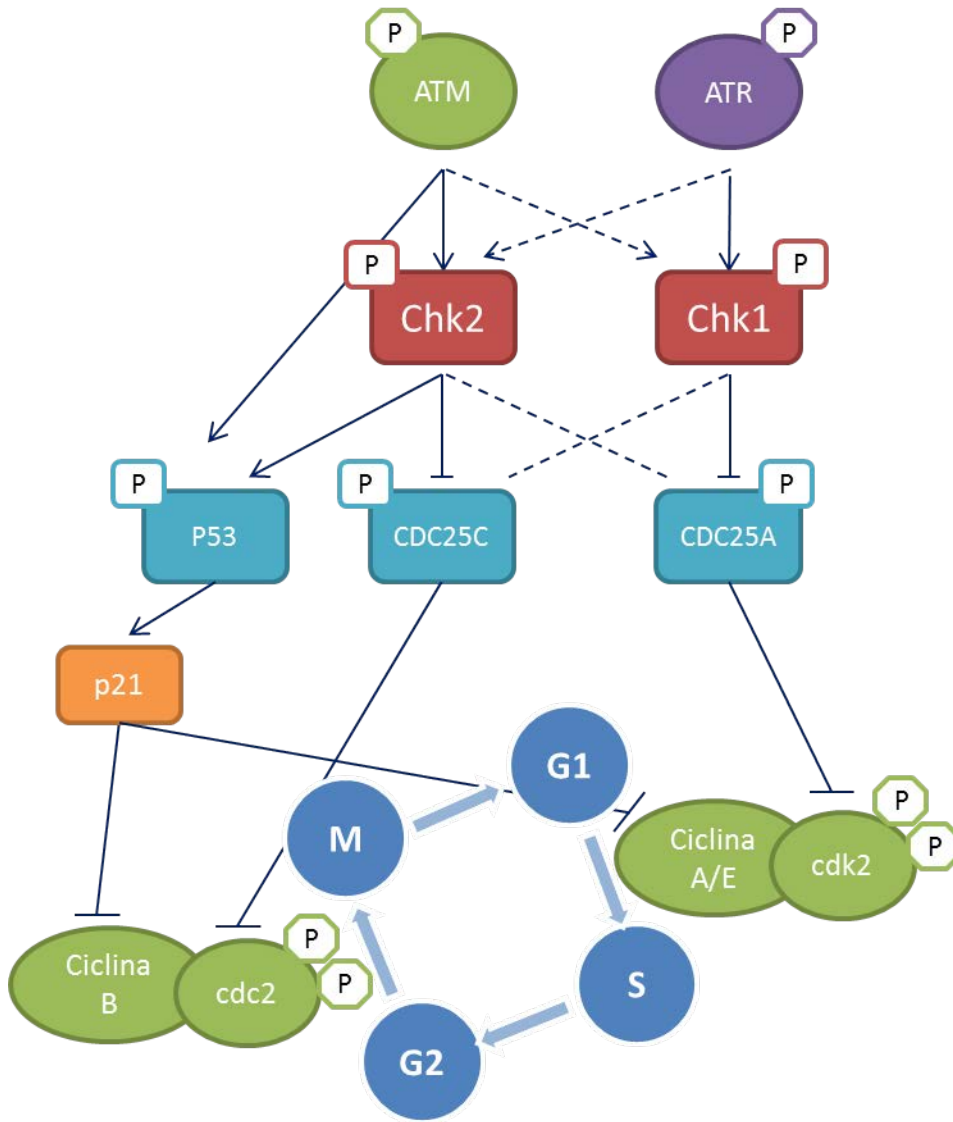 P
P
ATM
ATR
P
P
Chk2
Chk1
P
P
P
P53
CDC25C
CDC25A
p21
G1
M
P
P
Ciclina
A/E
cdk2
P
P
Ciclina
B
cdc2
S
G2